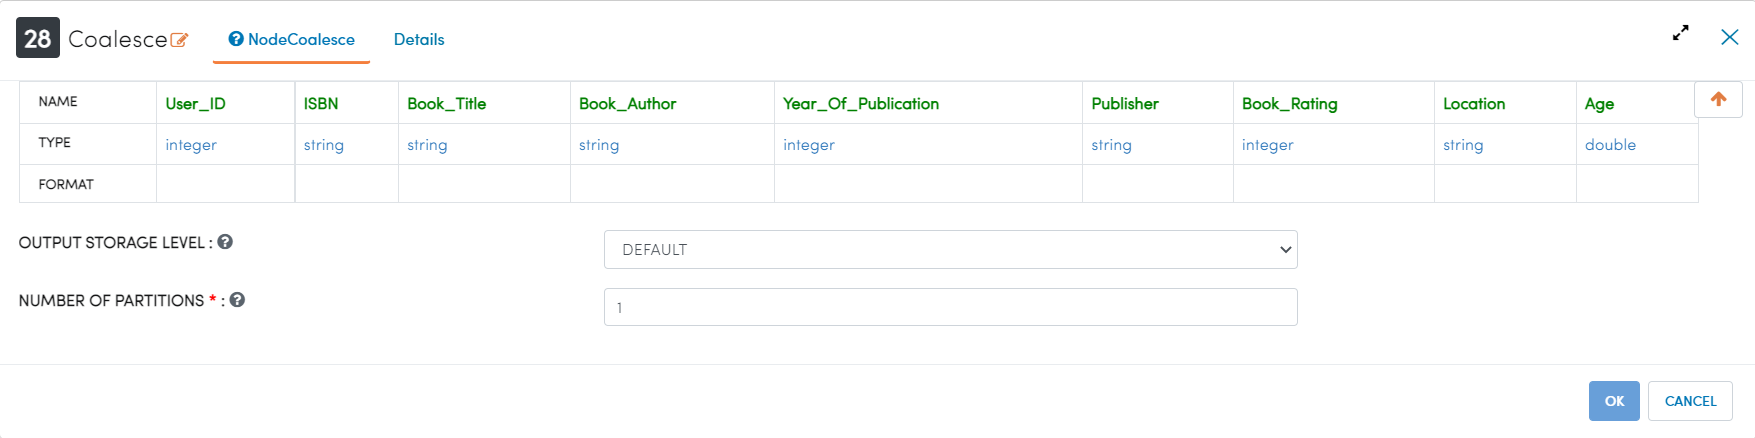 28 Coalesce NodeCoalesce Details
NAME User_ID ISBN Book_Title Book_Author Year_Of_Publication Publisher Book_Rating Location Age
TYPE integer string string string integer string integer string double
FORMAT
OUTPUT STORAGE LEVEL : DEFAULT
NUMBER OF PARTITIONS * : 1
OK CANCEL